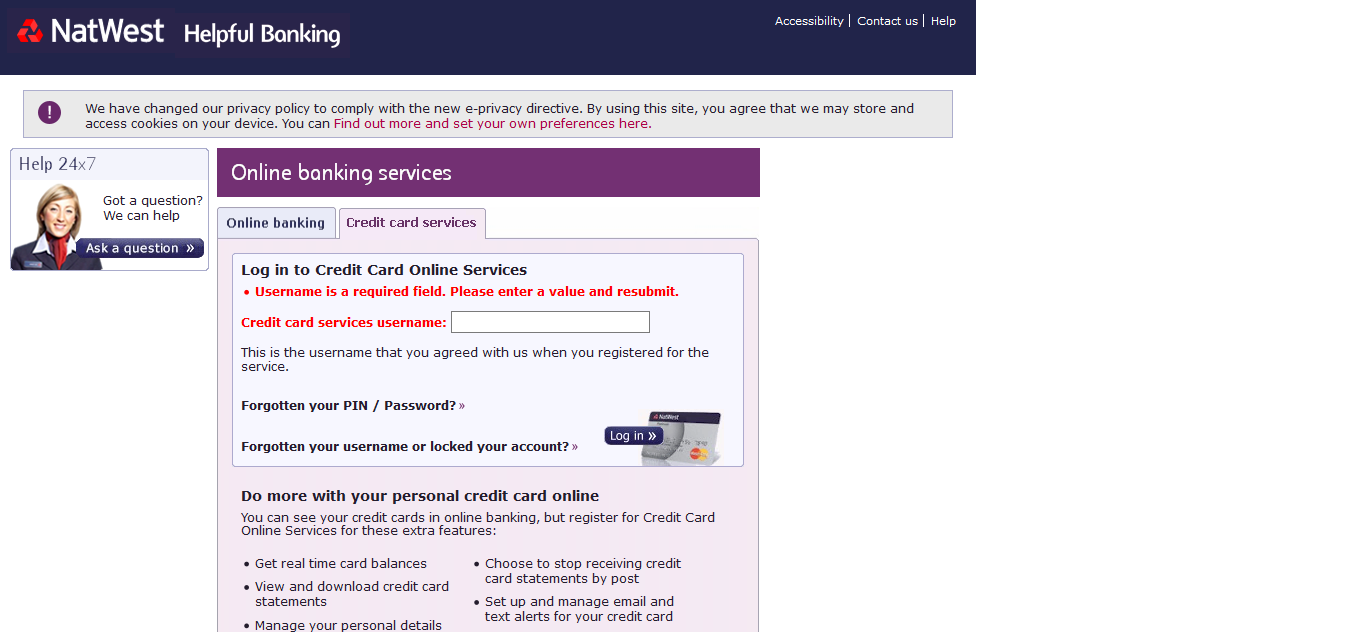 NatWest Helpful Banking
Accessibility | Contact us | Help
! We have changed our privacy policy to comply with the new e-privacy directive. By using this site, you agree that we may store and
access cookies on your device. You can Find out more and set your own preferences here.
Help 24x7
Got a question?
We can help
Ask a question »
Online banking services
Online banking
Credit card services
Log in to Credit Card Online Services
• Username is a required field. Please enter a value and resubmit.
Credit card services username:
This is the username that you agreed with us when you registered for the
service.
Forgotten your PIN / Password? »
NatWest
Log in »
MasterCard
Forgotten your username or locked your account? »
Do more with your personal credit card online
You can see your credit cards in online banking, but register for Credit Card
Online Services for these extra features:
• Get real time card balances
• View and download credit card
statements
• Manage your personal details
• Choose to stop receiving credit
card statements by post
• Set up and manage email and
text alerts for your credit card